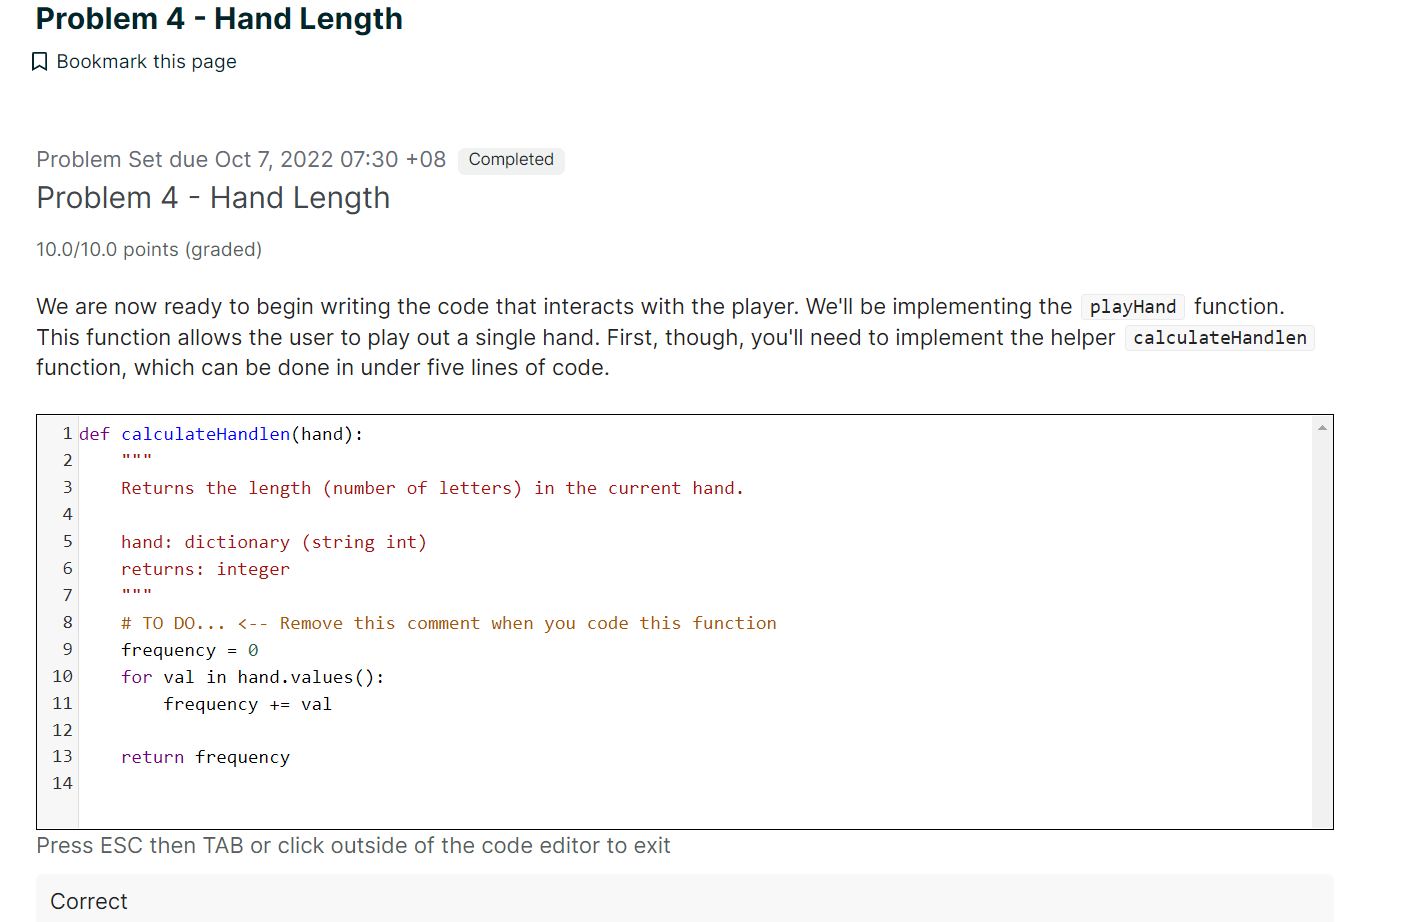 Problem 4 - Hand Length
Bookmark this page
Problem Set due Oct 7, 2022 07:30 +08 Completed
Problem 4 - Hand Length
10.0/10.0 points (graded)
We are now ready to begin writing the code that interacts with the player. We'll be implementing the playHand function.
This function allows the user to play out a single hand. First, though, you'll need to implement the helper calculateHandlen
function, which can be done in under five lines of code.
1 def calculateHandlen(hand):
2     """
3     Returns the length (number of letters) in the current hand.
4
5     hand: dictionary (string int)
6     returns: integer
7     """
8     # TO DO... <-- Remove this comment when you code this function
9     frequency = 0
10     for val in hand.values():
11         frequency += val
12
13     return frequency
14
Press ESC then TAB or click outside of the code editor to exit
Correct